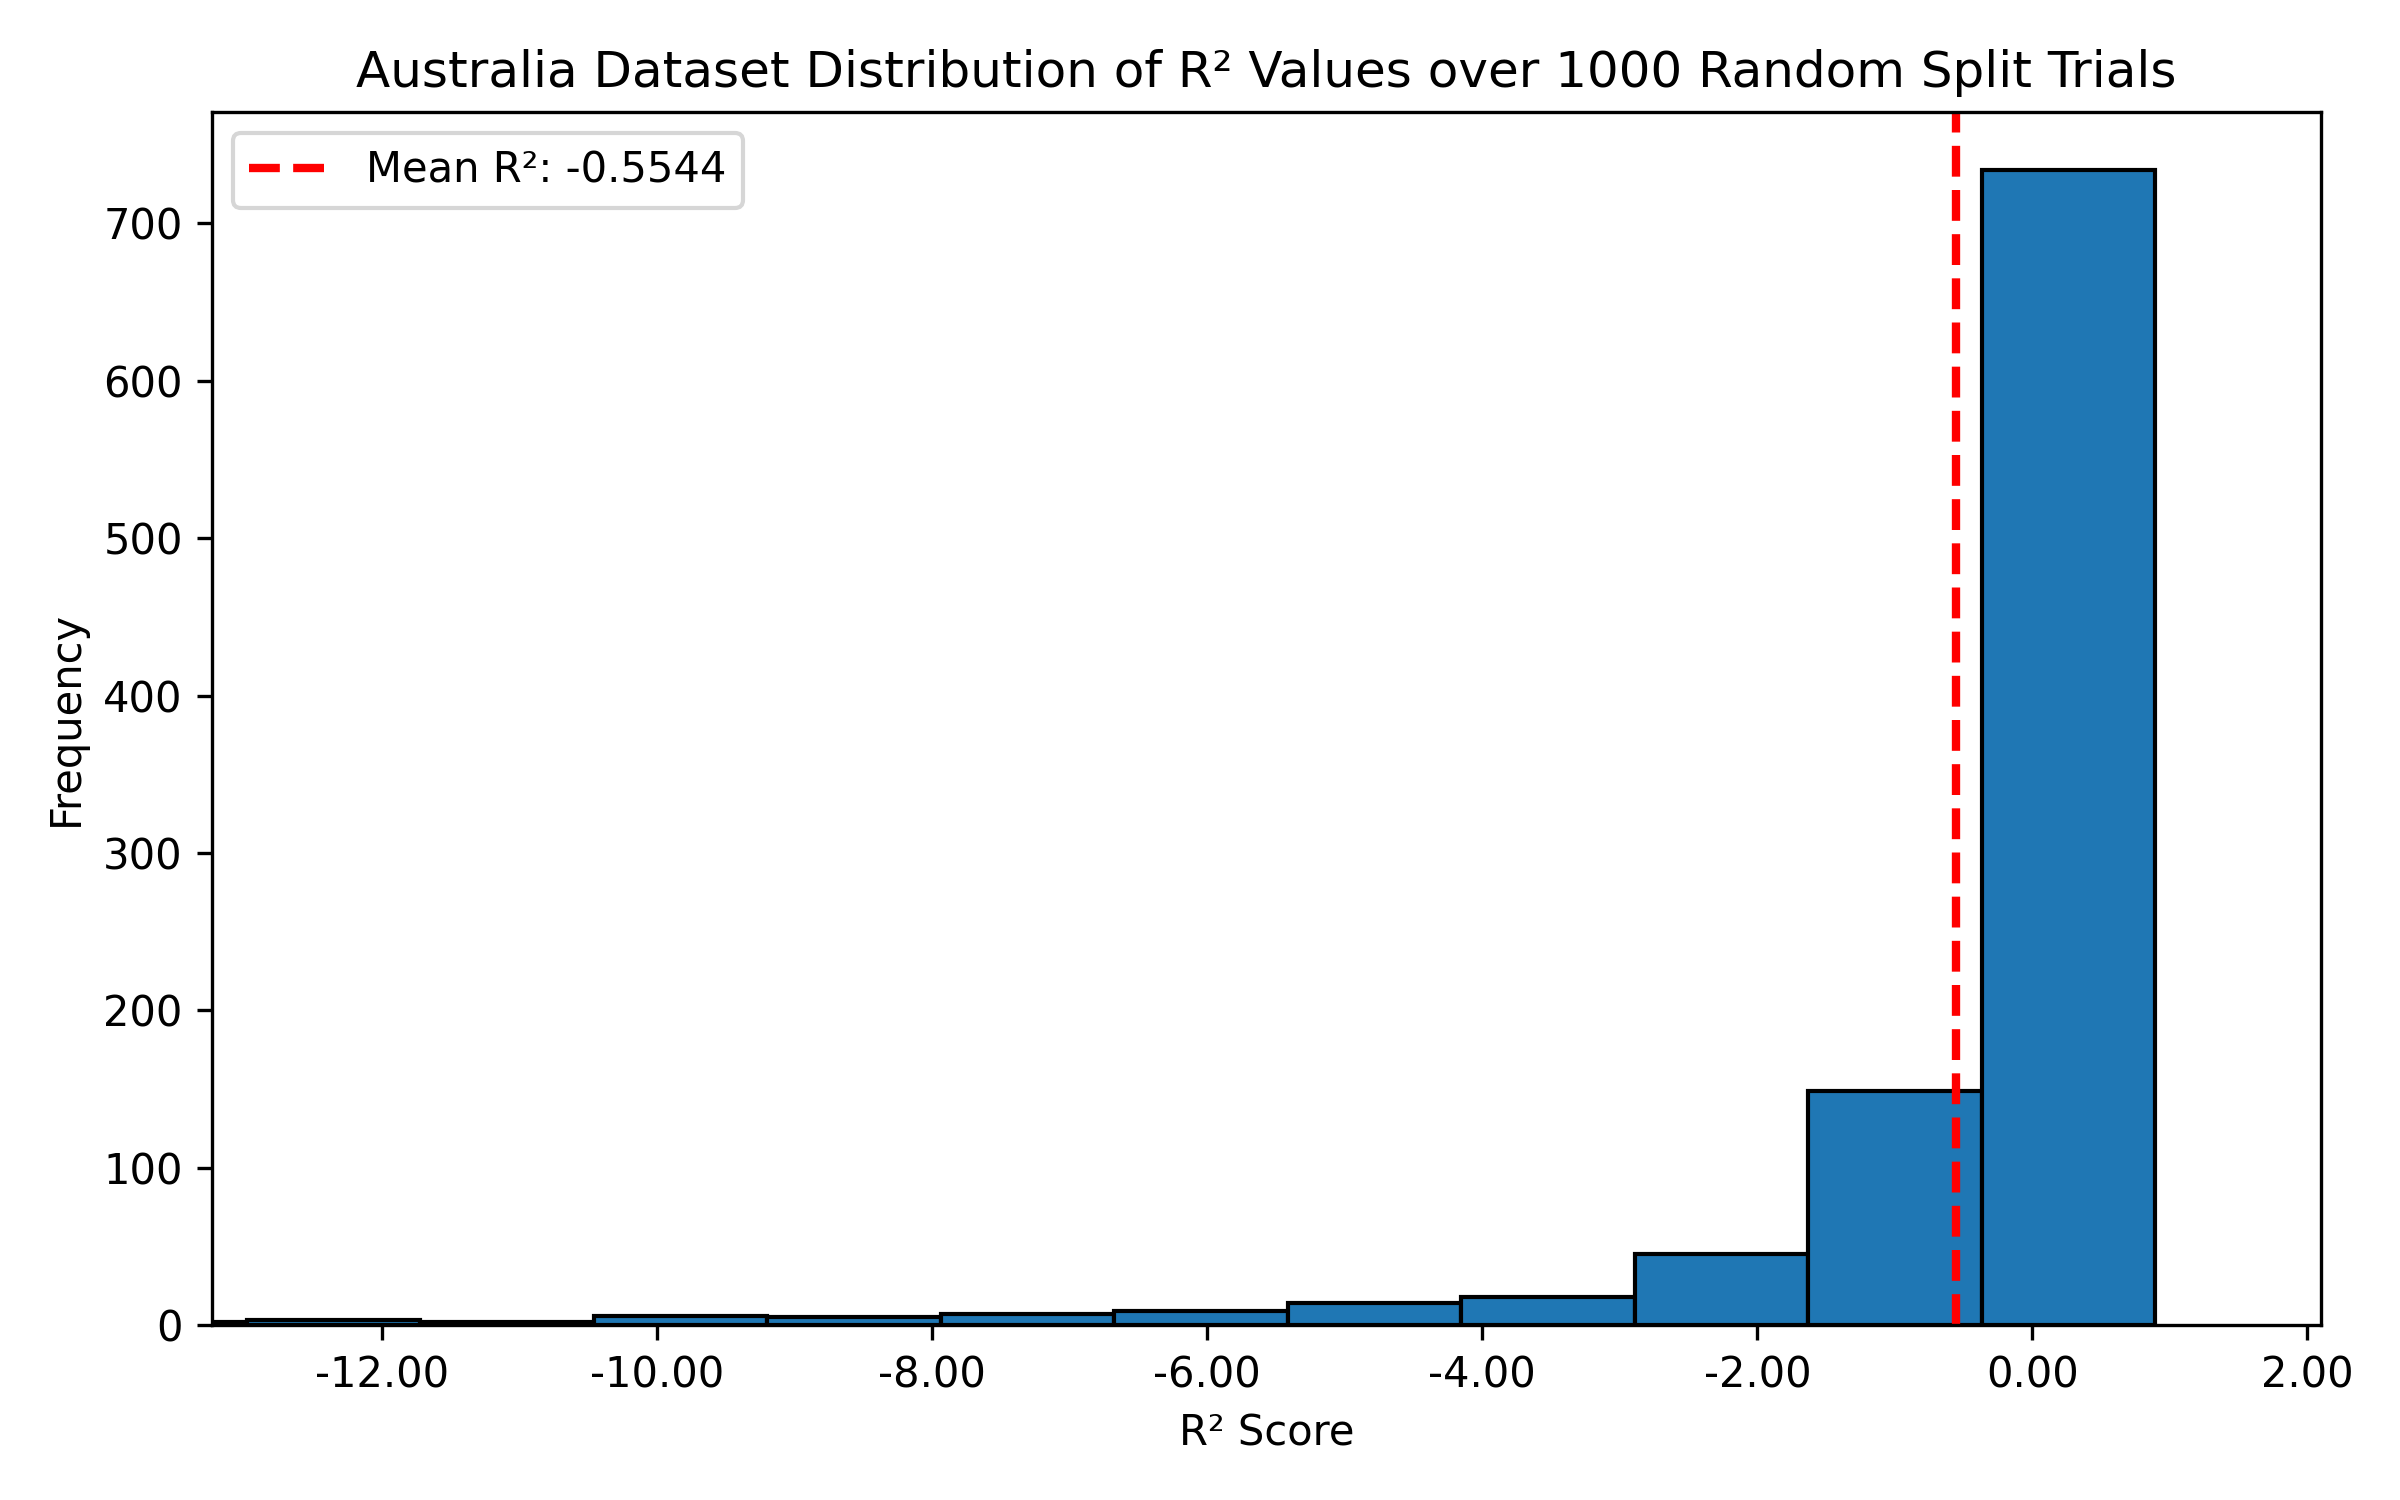 Australia Dataset Distribution of R² Values over 1000 Random Split Trials
Mean R²: -0.5544
700
600
500
400
300
200
100
0
Frequency
-12.00 -10.00 -8.00 -6.00 -4.00 -2.00 0.00 2.00
R² Score